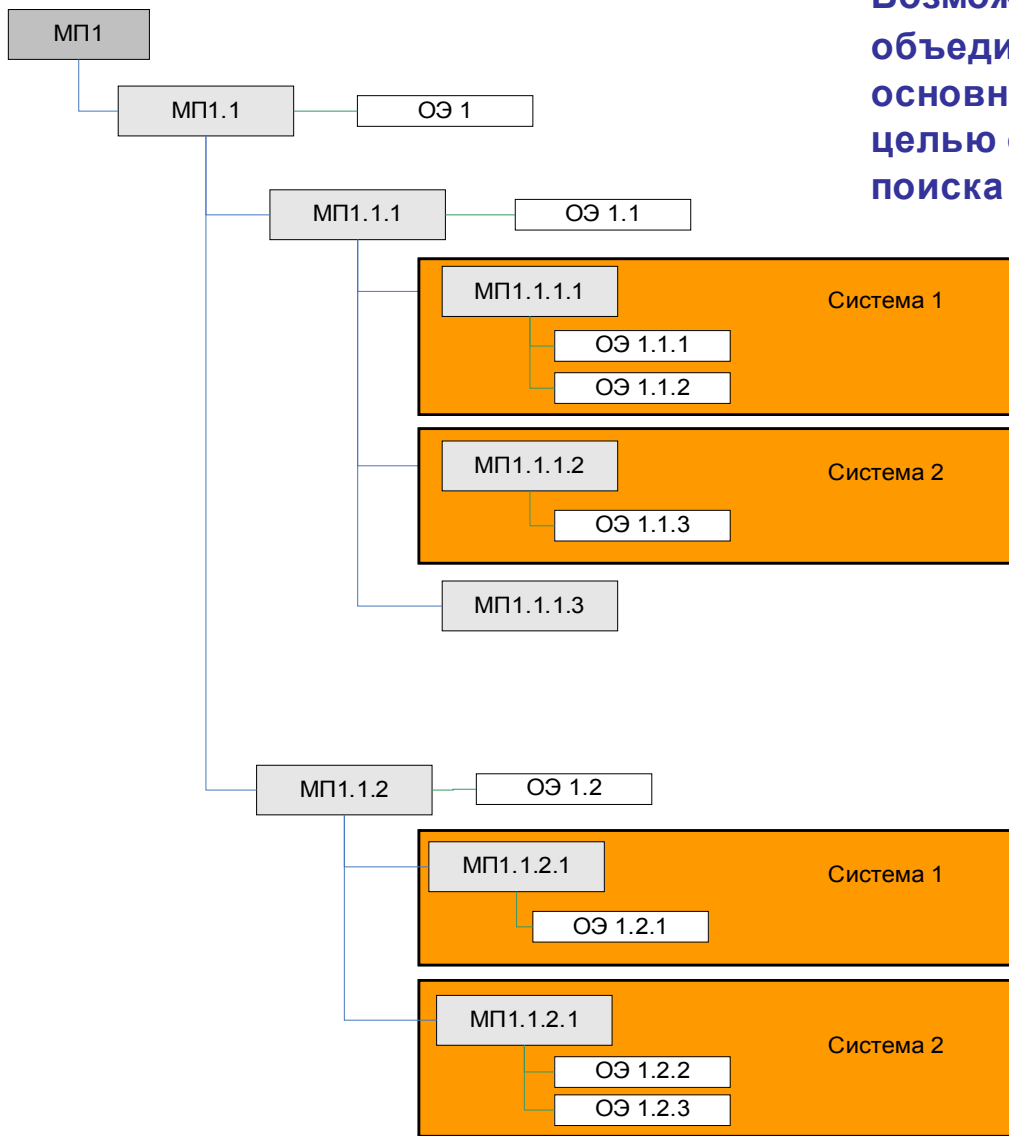 Возмож
объеди
основн
целью
поиска
МП1
МП1.1
ОЭ 1
МП1.1.1
ОЭ 1.1
МП1.1.1.1
Система 1
ОЭ 1.1.1
ОЭ 1.1.2
МП1.1.1.2
Система 2
ОЭ 1.1.3
МП1.1.1.3
МП1.1.2
ОЭ 1.2
МП1.1.2.1
Система 1
ОЭ 1.2.1
МП1.1.2.1
Система 2
ОЭ 1.2.2
ОЭ 1.2.3